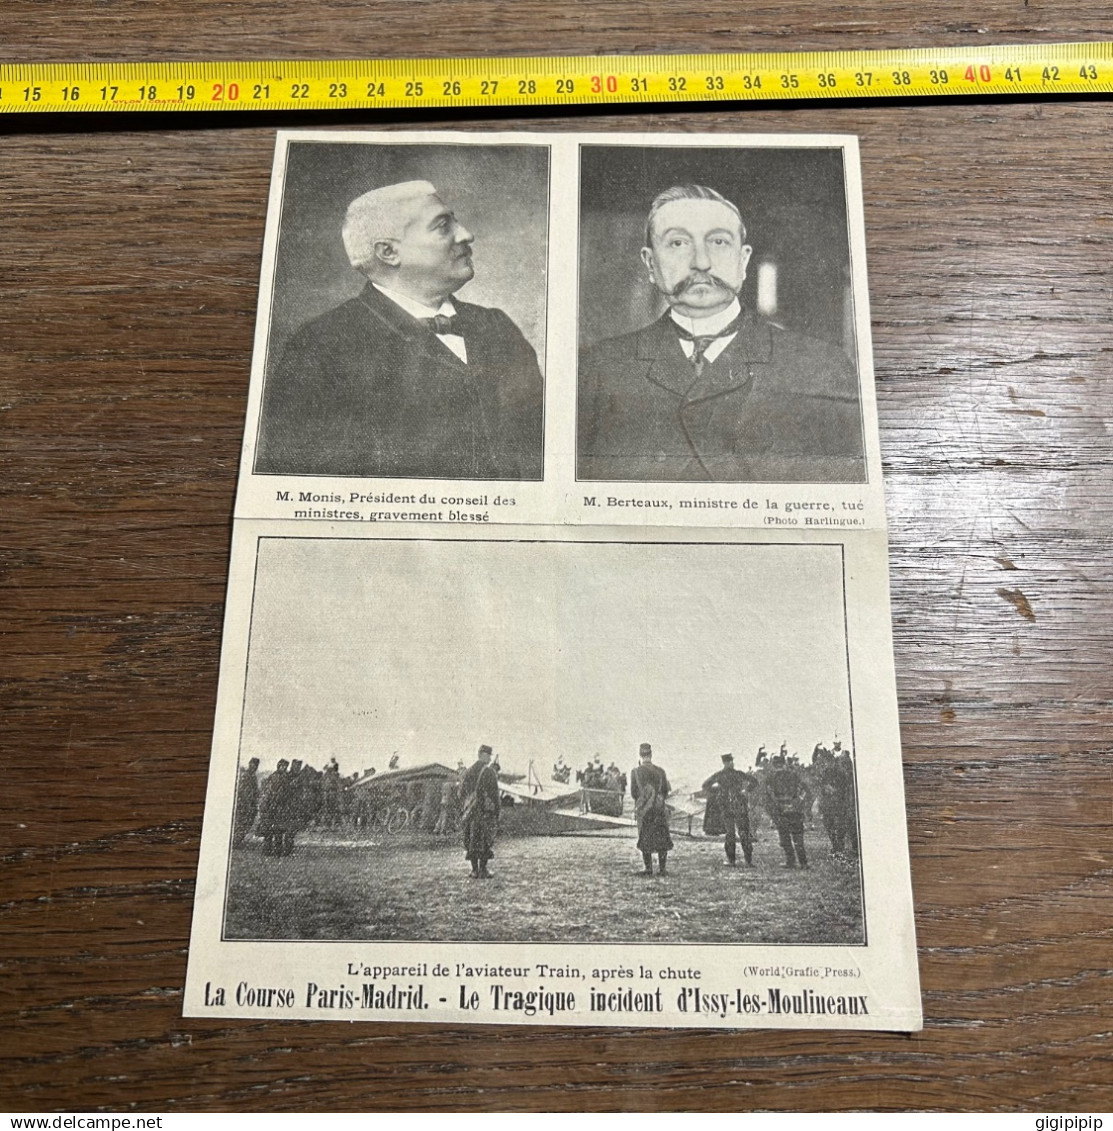 15 16 17 18 19 20 21 22 23 24 25 26 27 28 29 30 31 32 33 34 35 36 37 38 39 40 41 42 43
M. Monis, Président du conseil des
ministres, gravement blessé
M. Berteaux, ministre de la guerre, tué
(Photo Harlingue.)
L'appareil de l'aviateur Train, après la chute
(World Grafic Press.)
La Course Paris-Madrid. - Le Tragique incident d'Issy-les-Moulineaux
gigipipip